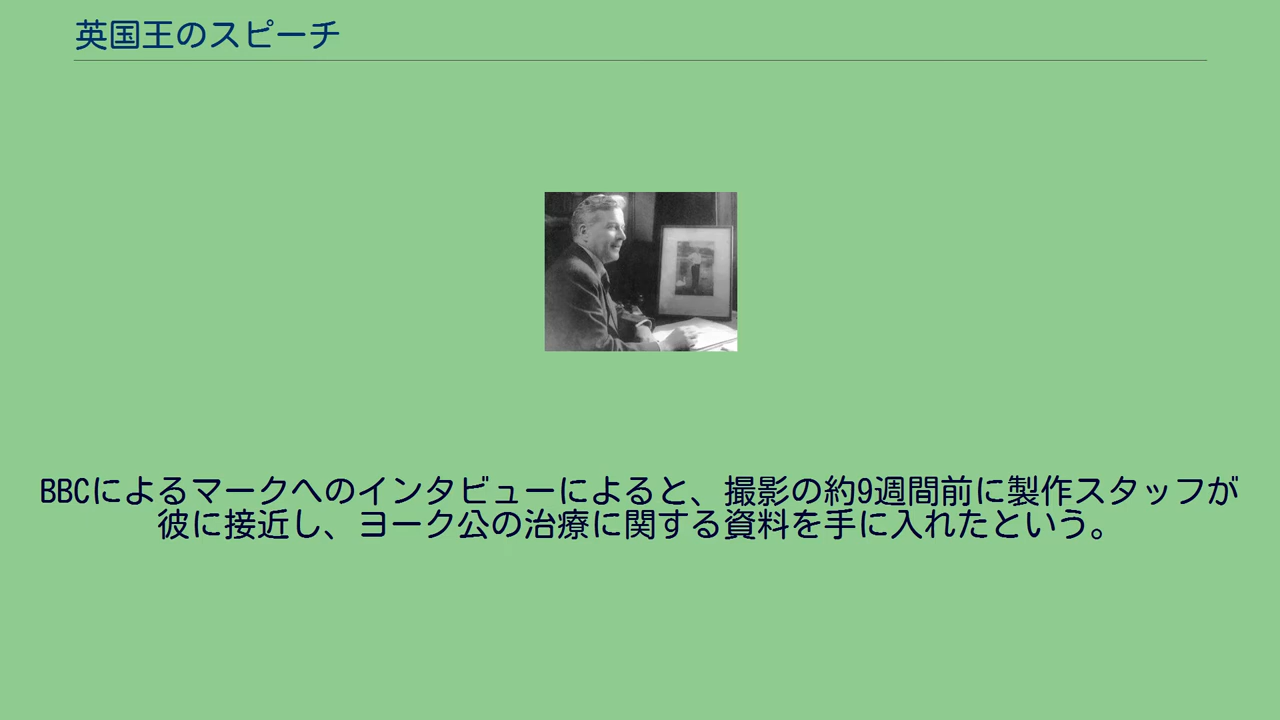 英国王のスピーチ
BBCによるマークへのインタビューによると、撮影の約9週間前に製作スタッフが
彼に接近し、ヨーク公の治療に関する資料を手に入れたという。